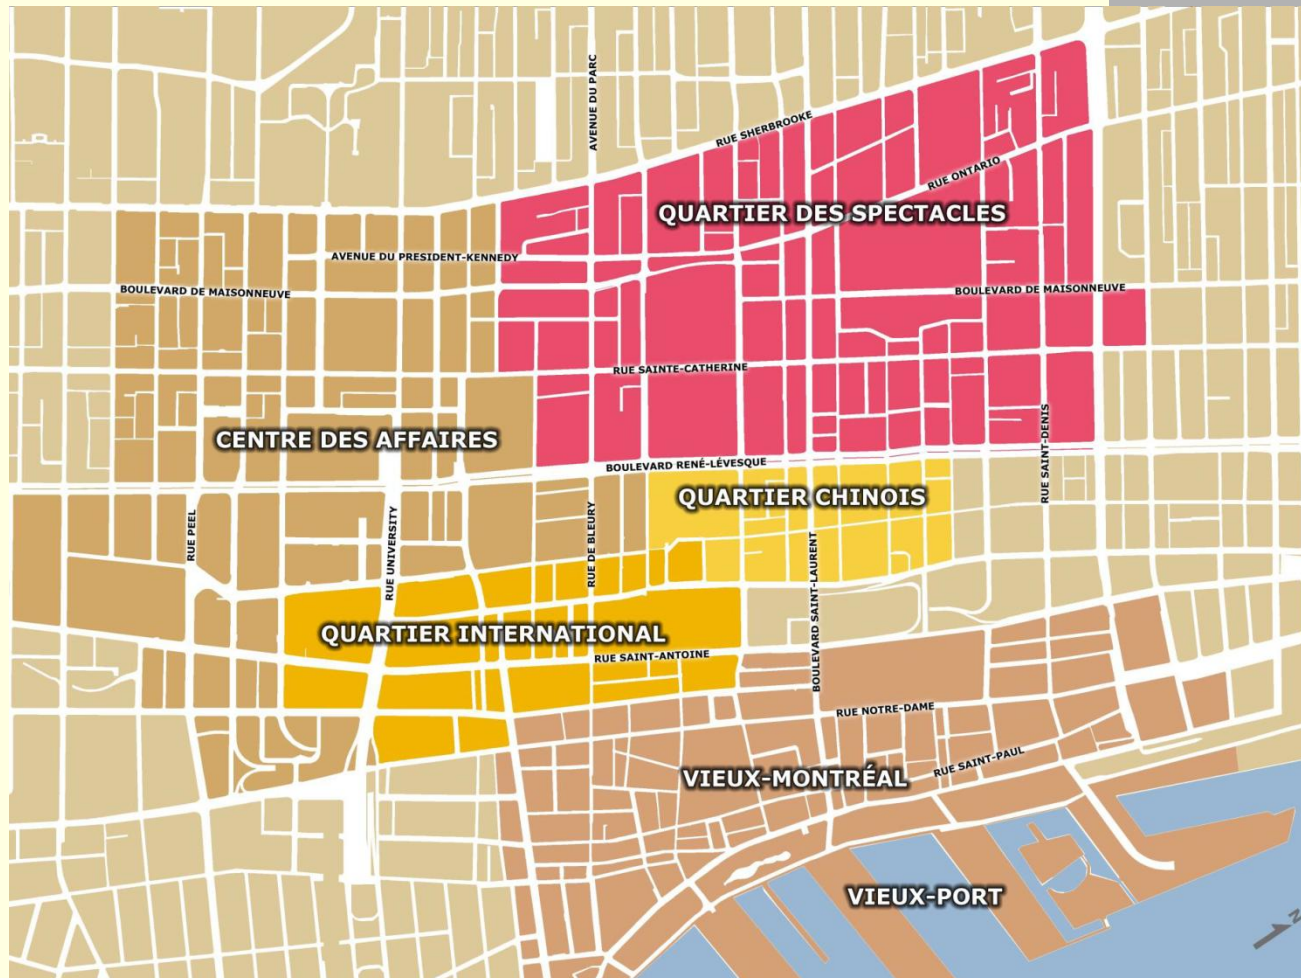 AVENUE DU PARC
RUE SHERBROOKE
RUE ONTARIO
QUARTIER DES SPECTACLES
AVENUE DU PRESIDENT-KENNEDY
BOULEVARD DE MAISONNEUVE
BOULEVARD DE MAISONNEUVE
RUE SAINTE-CATHERINE
CENTRE DES AFFAIRES
RUE SAINT-DENIS
BOULEVARD RENÉ-LÉVESQUE
QUARTIER CHINOIS
RUE PEEL
RUE UNIVERSITY
RUE DE BLEURY
BOULEVARD SAINT-LAURENT
QUARTIER INTERNATIONAL
RUE SAINT-ANTOINE
RUE NOTRE-DAME
RUE SAINT-PAUL
VIEUX-MONTRÉAL
VIEUX-PORT
N